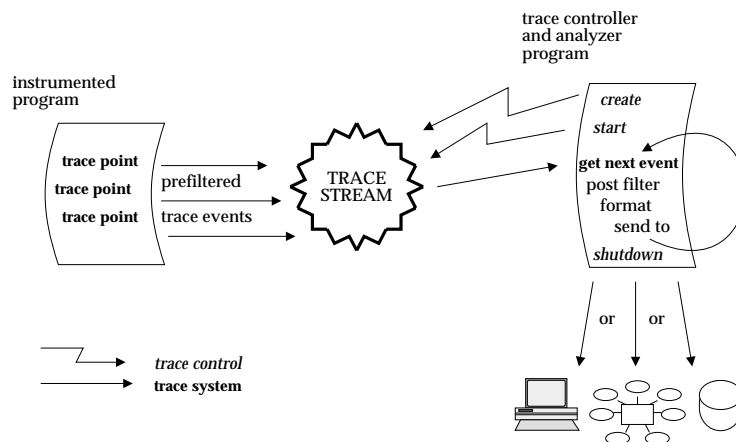 trace controller
and analyzer
program
instrumented
program
create
start
get next event
post filter
format
send to
shutdown
trace point
trace point
trace point
prefiltered
trace events
TRACE
STREAM
or
or
trace control
trace system